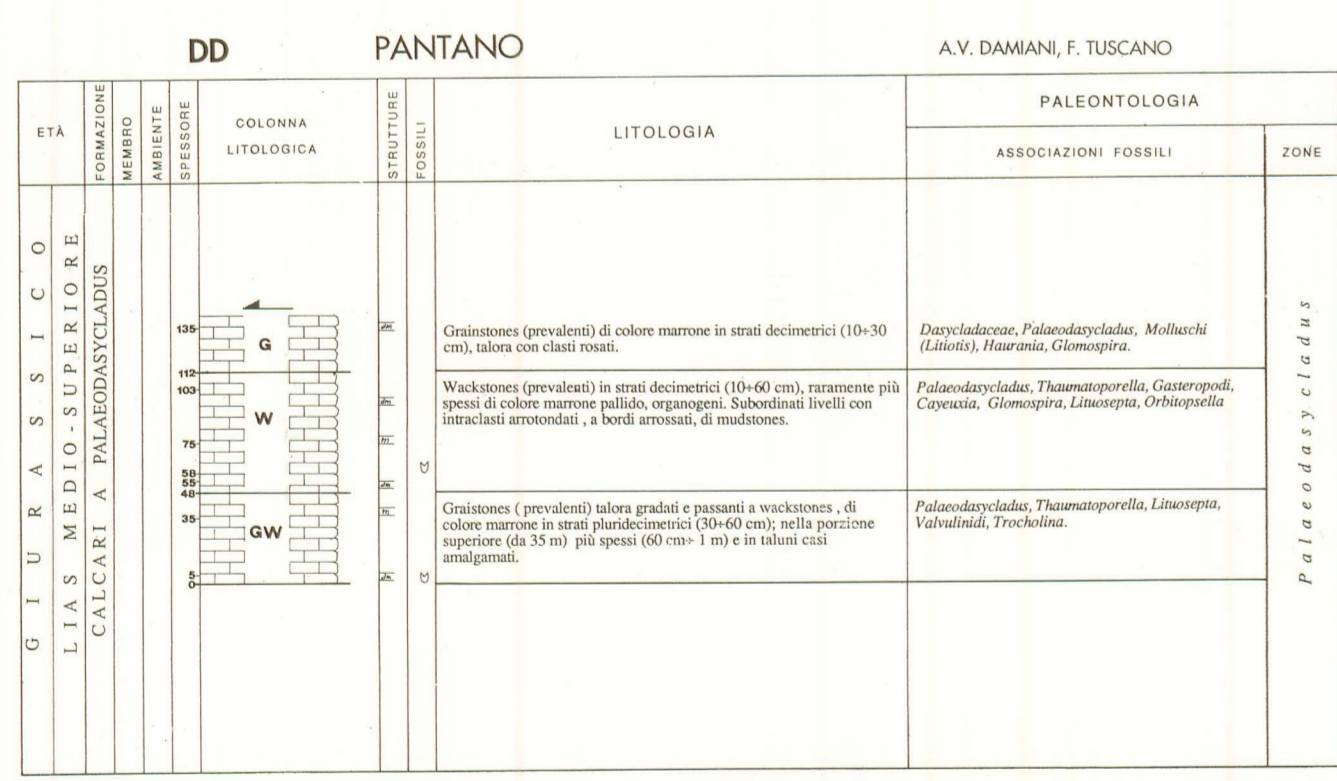 DD PANTANO A.V. DAMIANI, F. TUSCANO
ETÀ
FORMAZIONE
MEMBRO
AMBIENTE
SPESSORE
COLONNA
LITOLOGICA
STRUTTURE
FOSSILI
LITOLOGIA
PALEONTOLOGIA
ASSOCIAZIONI FOSSILI
ZONE
GIURASSICO
LIAS MEDIO-SUPERIORE
CALCARI A PALAEODASYCLADUS
135
G
dm
Grainstones (prevalenti) di colore marrone in strati decimetrici (10÷30
cm), talora con clasti rosati.
Dasycladaceae, Palaeodasycladus, Molluschi
(Litiotis), Haurania, Glomospira.
112
103
W
75
58
55
48
dm
m
dm
Wackstones (prevalenti) in strati decimetrici (10÷60 cm), raramente più
spessi di colore marrone pallido, organogeni. Subordinati livelli con
intraclasti arrotondati , a bordi arrossati, di mudstones.
Palaeodasycladus, Thaumatoporella, Gasteropodi,
Cayeuxia, Glomospira, Lituosepta, Orbitopsella
35
GW
5
0
m
dm
Graistones ( prevalenti) talora gradati e passanti a wackstones , di
colore marrone in strati pluridecimetrici (30÷60 cm); nella porzione
superiore (da 35 m) più spessi (60 cm÷ 1 m) e in taluni casi
amalgamati.
Palaeodasycladus, Thaumatoporella, Lituosepta,
Valvulinidi, Trocholina.
Palaeodasycladus